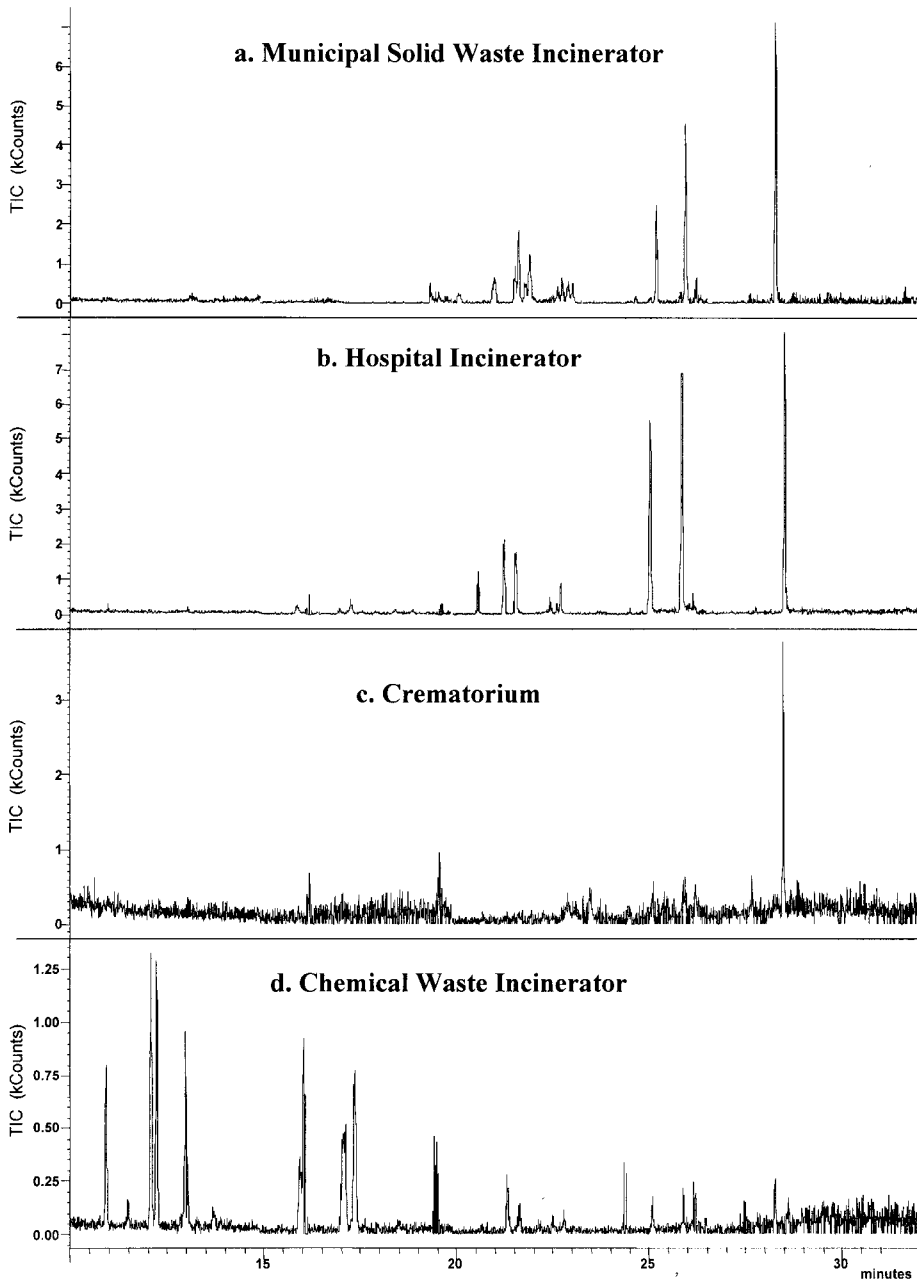 a. Municipal Solid Waste Incinerator
TIC (kCounts)
6
5
4
3
2
1
0
b. Hospital Incinerator
TIC (kCounts)
7
6
5
4
3
2
1
0
c. Crematorium
TIC (kCounts)
3
2
1
0
d. Chemical Waste Incinerator
TIC (kCounts)
1.25
1.00
0.75
0.50
0.25
0.00
15 20 25 30
minutes